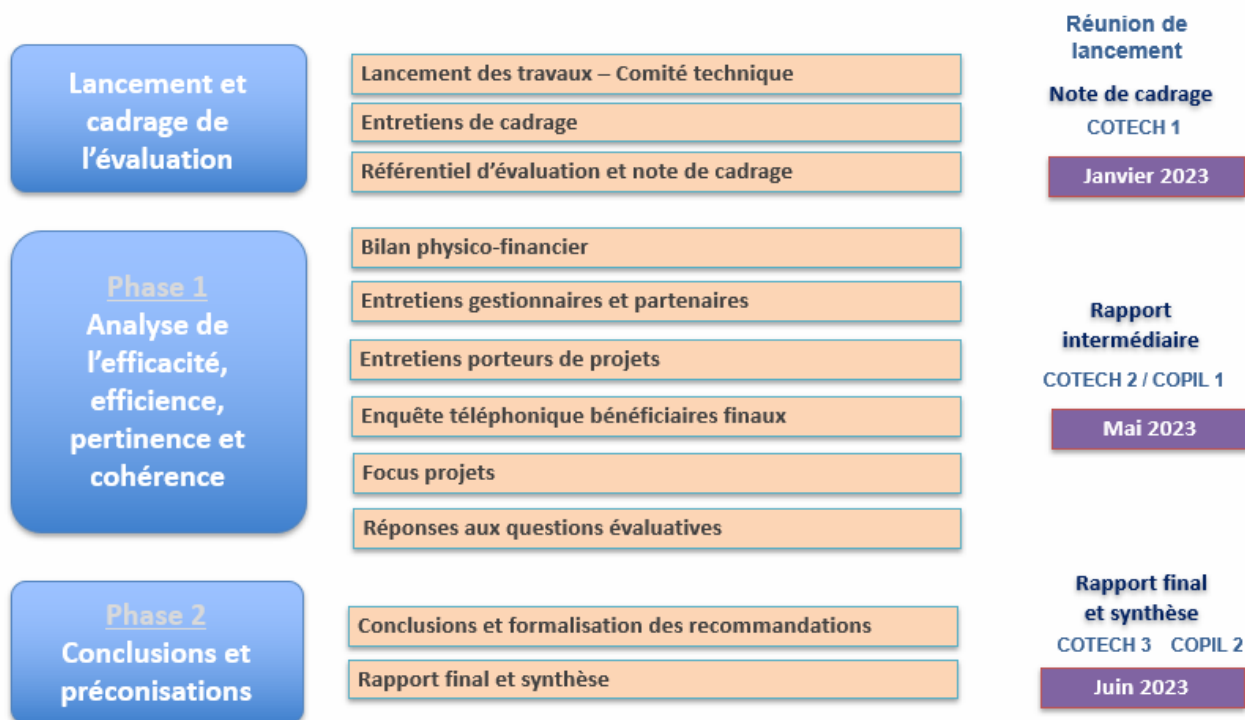 Lancement et
cadrage de
l'évaluation
Lancement des travaux – Comité technique
Entretiens de cadrage
Référentiel d'évaluation et note de cadrage
Réunion de
lancement
Note de cadrage
COTECH 1
Janvier 2023
Phase 1
Analyse de
l'efficacité,
efficience,
pertinence et
cohérence
Bilan physico-financier
Entretiens gestionnaires et partenaires
Entretiens porteurs de projets
Enquête téléphonique bénéficiaires finaux
Focus projets
Réponses aux questions évaluatives
Rapport
intermédiaire
COTECH 2 / COPIL 1
Mai 2023
Phase 2
Conclusions et
préconisations
Conclusions et formalisation des recommandations
Rapport final et synthèse
Rapport final
et synthèse
COTECH 3 COPIL 2
Juin 2023